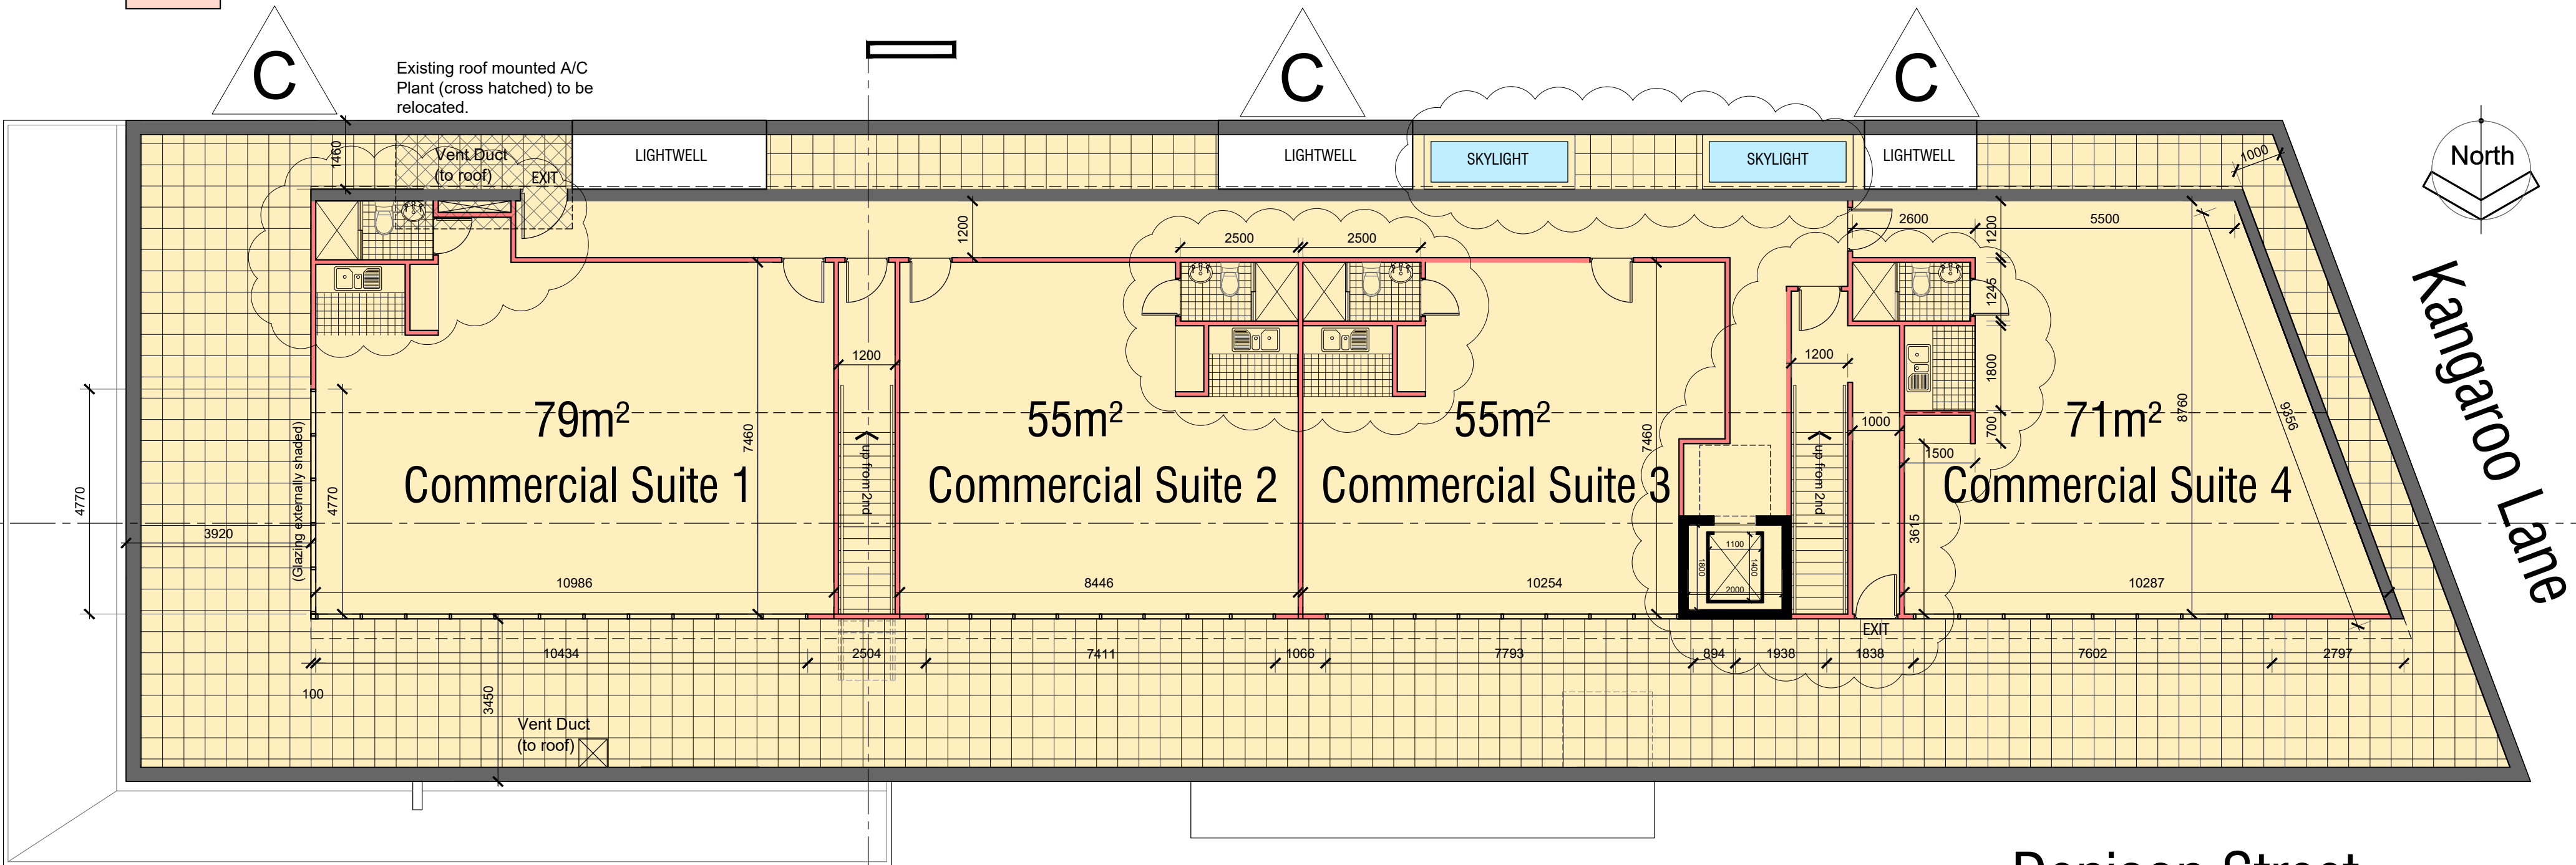 C
C
C
Existing roof mounted A/C
Plant (cross hatched) to be
relocated.
North
1460
Vent Duct
(to roof)
EXIT
LIGHTWELL
LIGHTWELL
SKYLIGHT
SKYLIGHT
LIGHTWELL
1000
1200
2500
2500
2600
1200
5500
1245
1200
1200
1800
8760
9356
Kangaroo Lane
79m²
55m²
55m²
71m²
7460
7460
1000
700
1500
Commercial Suite 1
Commercial Suite 2
Commercial Suite 3
Commercial Suite 4
up from 2nd
up from 2nd
4770
4770
(Glazing externally shaded)
3920
3615
1100
1800
1400
2000
10986
8446
10254
10287
EXIT
10434
2504
7411
1066
7793
894
1938
1838
7602
2797
100
3450
Vent Duct
(to roof)
Denison Street